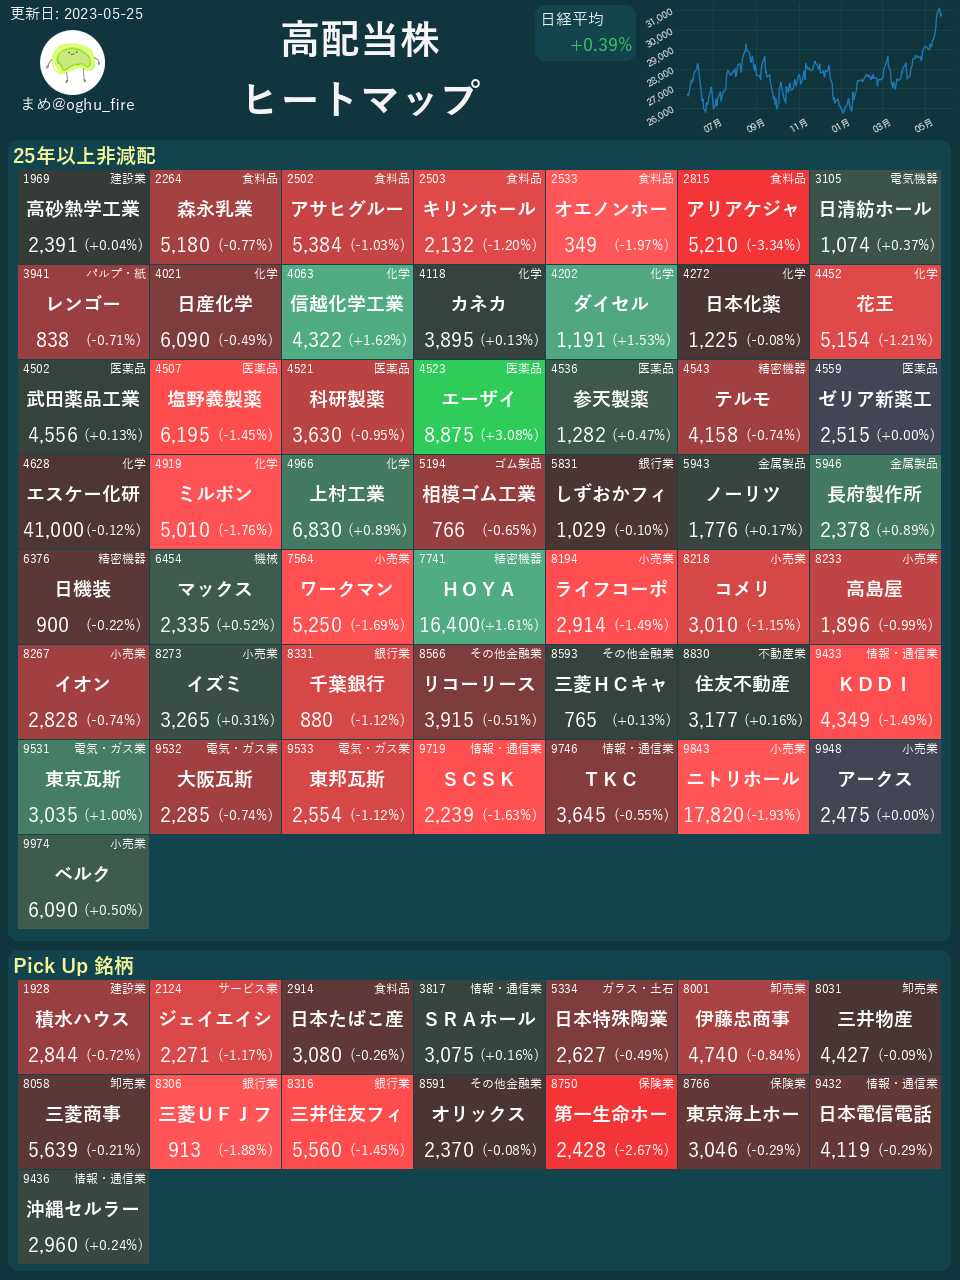 更新日: 2023-05-25
まめ@oghu_fire
高配当株
ヒートマップ
日経平均
+0.39%
31,000
30,000
29,000
28,000
27,000
26,000
07月 09月 11月 01月 03月 05月
25年以上非減配
1969 建設業 2264 食料品 2502 食料品 2503 食料品 2533 食料品 2815 食料品 3105 電気機器
高砂熱学工業 森永乳業 アサヒグルー キリンホール オエノンホー アリアケジャ 日清紡ホール
2,391 (+0.04%) 5,180 (-0.77%) 5,384 (-1.03%) 2,132 (-1.20%) 349 (-1.97%) 5,210 (-3.34%) 1,074 (+0.37%)
3941 パルプ・紙 4021 化学 4063 化学 4118 化学 4202 化学 4272 化学 4452 化学
レンゴー 日産化学 信越化学工業 カネカ ダイセル 日本化薬 花王
838 (-0.71%) 6,090 (-0.49%) 4,322 (+1.62%) 3,895 (+0.13%) 1,191 (+1.53%) 1,225 (-0.08%) 5,154 (-1.21%)
4502 医薬品 4507 医薬品 4521 医薬品 4523 医薬品 4536 医薬品 4543 精密機器 4559 医薬品
武田薬品工業 塩野義製薬 科研製薬 エーザイ 参天製薬 テルモ ゼリア新薬工
4,556 (+0.13%) 6,195 (-1.45%) 3,630 (-0.95%) 8,875 (+3.08%) 1,282 (+0.47%) 4,158 (-0.74%) 2,515 (+0.00%)
4628 化学 4919 化学 4966 化学 5194 ゴム製品 5831 銀行業 5943 金属製品 5946 金属製品
エスケー化研 ミルボン 上村工業 相模ゴム工業 しずおかフィ ノーリツ 長府製作所
41,000 (-0.12%) 5,010 (-1.76%) 6,830 (+0.89%) 766 (-0.65%) 1,029 (-0.10%) 1,776 (+0.17%) 2,378 (+0.89%)
6376 精密機器 6454 機械 7564 小売業 7741 精密機器 8194 小売業 8218 小売業 8233 小売業
日機装 マックス ワークマン ＨＯＹＡ ライフコーポ コメリ 高島屋
900 (-0.22%) 2,335 (+0.52%) 5,250 (-1.69%) 16,400 (+1.61%) 2,914 (-1.49%) 3,010 (-1.15%) 1,896 (-0.99%)
8267 小売業 8273 小売業 8331 銀行業 8566 その他金融業 8593 その他金融業 8830 不動産業 9433 情報・通信業
イオン イズミ 千葉銀行 リコーリース 三菱ＨＣキャ 住友不動産 ＫＤＤＩ
2,828 (-0.74%) 3,265 (+0.31%) 880 (-1.12%) 3,915 (-0.51%) 765 (+0.13%) 3,177 (+0.16%) 4,349 (-1.49%)
9531 電気・ガス業 9532 電気・ガス業 9533 電気・ガス業 9719 情報・通信業 9746 情報・通信業 9843 小売業 9948 小売業
東京瓦斯 大阪瓦斯 東邦瓦斯 ＳＣＳＫ ＴＫＣ ニトリホール アークス
3,035 (+1.00%) 2,285 (-0.74%) 2,554 (-1.12%) 2,239 (-1.63%) 3,645 (-0.55%) 17,820 (-1.93%) 2,475 (+0.00%)
9974 小売業
ベルク
6,090 (+0.50%)
Pick Up 銘柄
1928 建設業 2124 サービス業 2914 食料品 3817 情報・通信業 5334 ガラス・土石 8001 卸売業 8031 卸売業
積水ハウス ジェイエイシ 日本たばこ産 ＳＲＡホール 日本特殊陶業 伊藤忠商事 三井物産
2,844 (-0.72%) 2,271 (-1.17%) 3,080 (-0.26%) 3,075 (+0.16%) 2,627 (-0.49%) 4,740 (-0.84%) 4,427 (-0.09%)
8058 卸売業 8306 銀行業 8316 銀行業 8591 その他金融業 8750 保険業 8766 保険業 9432 情報・通信業
三菱商事 三菱ＵＦＪフ 三井住友フィ オリックス 第一生命ホー 東京海上ホー 日本電信電話
5,639 (-0.21%) 913 (-1.88%) 5,560 (-1.45%) 2,370 (-0.08%) 2,428 (-2.67%) 3,046 (-0.29%) 4,119 (-0.29%)
9436 情報・通信業
沖縄セルラー
2,960 (+0.24%)